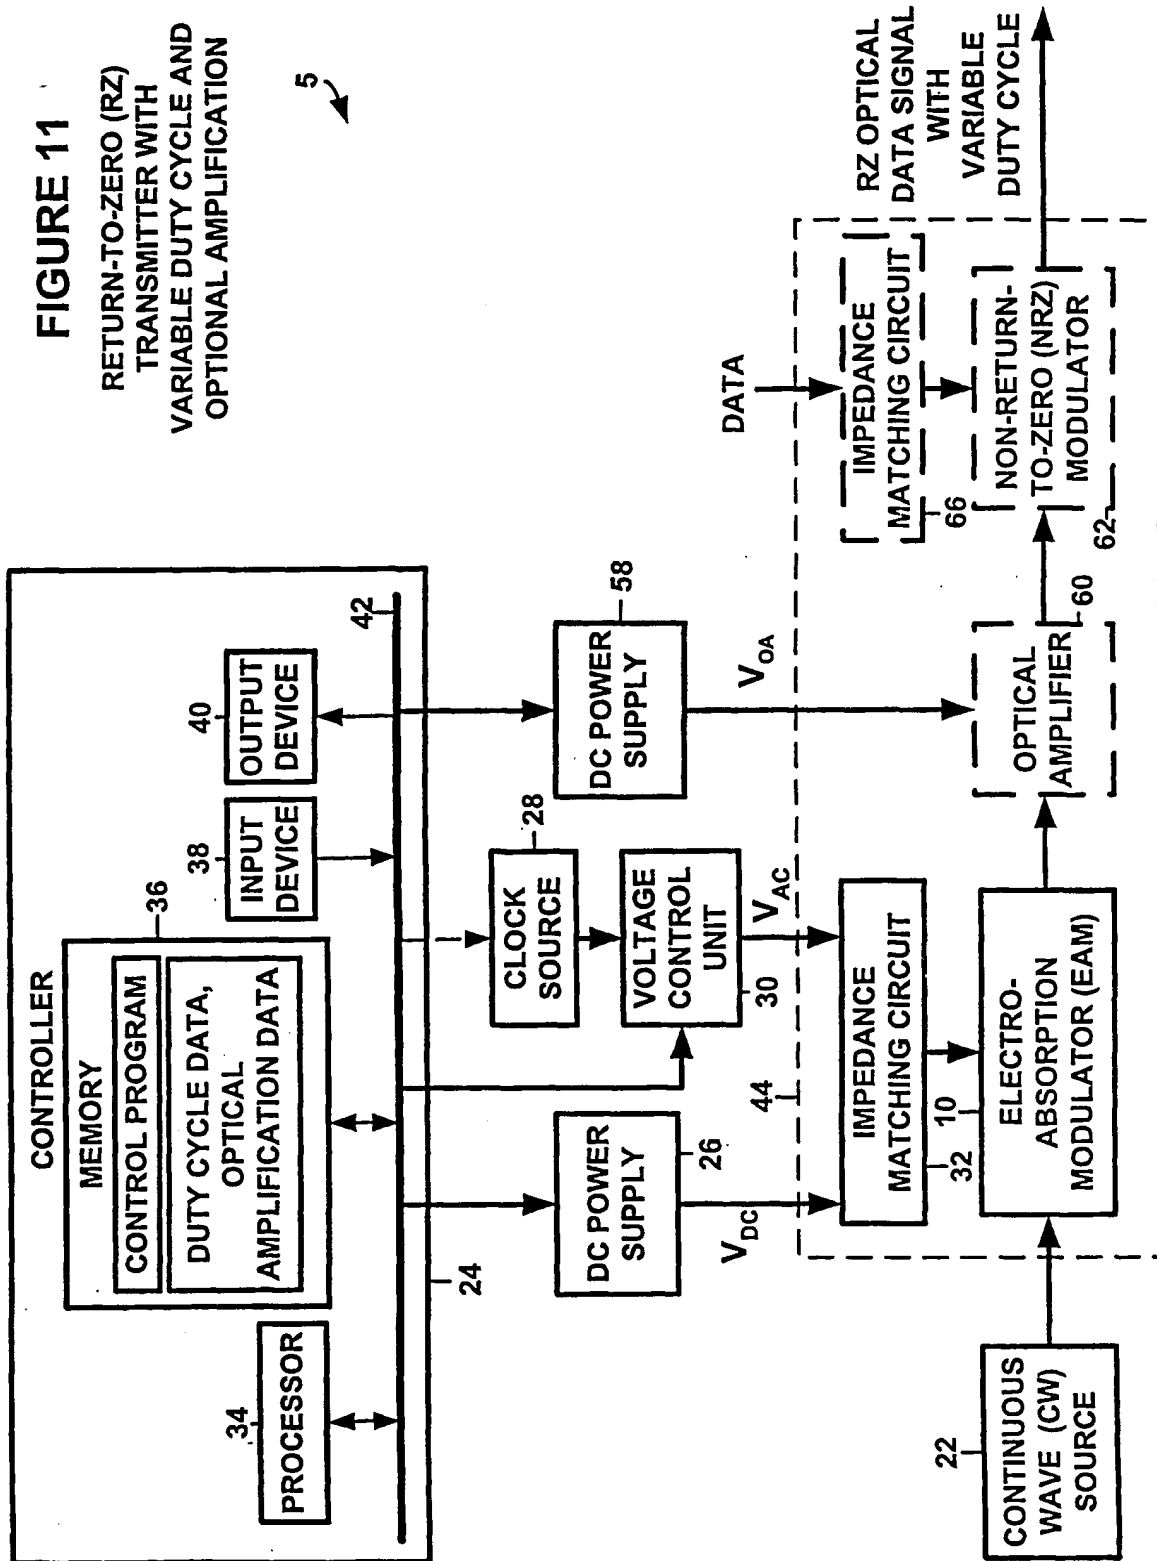 FIGURE 11
RETURN-TO-ZERO (RZ)
TRANSMITTER WITH
VARIABLE DUTY CYCLE AND
OPTIONAL AMPLIFICATION
5
CONTROLLER
MEMORY
36
CONTROL PROGRAM
DUTY CYCLE DATA,
OPTICAL
AMPLIFICATION DATA
34
PROCESSOR
38
INPUT
DEVICE
40
OUTPUT
DEVICE
42
24
DC POWER
SUPPLY
26
V_DC
CLOCK
SOURCE
28
VOLTAGE
CONTROL
UNIT
30
V_AC
DC POWER
SUPPLY
58
V_OA
DATA
44
IMPEDANCE
MATCHING CIRCUIT
32
IMPEDANCE
MATCHING CIRCUIT
66
22
CONTINUOUS
WAVE (CW)
SOURCE
10
ELECTRO-
ABSORPTION
MODULATOR (EAM)
OPTICAL
AMPLIFIER
60
NON-RETURN-
TO-ZERO (NRZ)
MODULATOR
62
RZ OPTICAL
DATA SIGNAL
WITH
VARIABLE
DUTY CYCLE